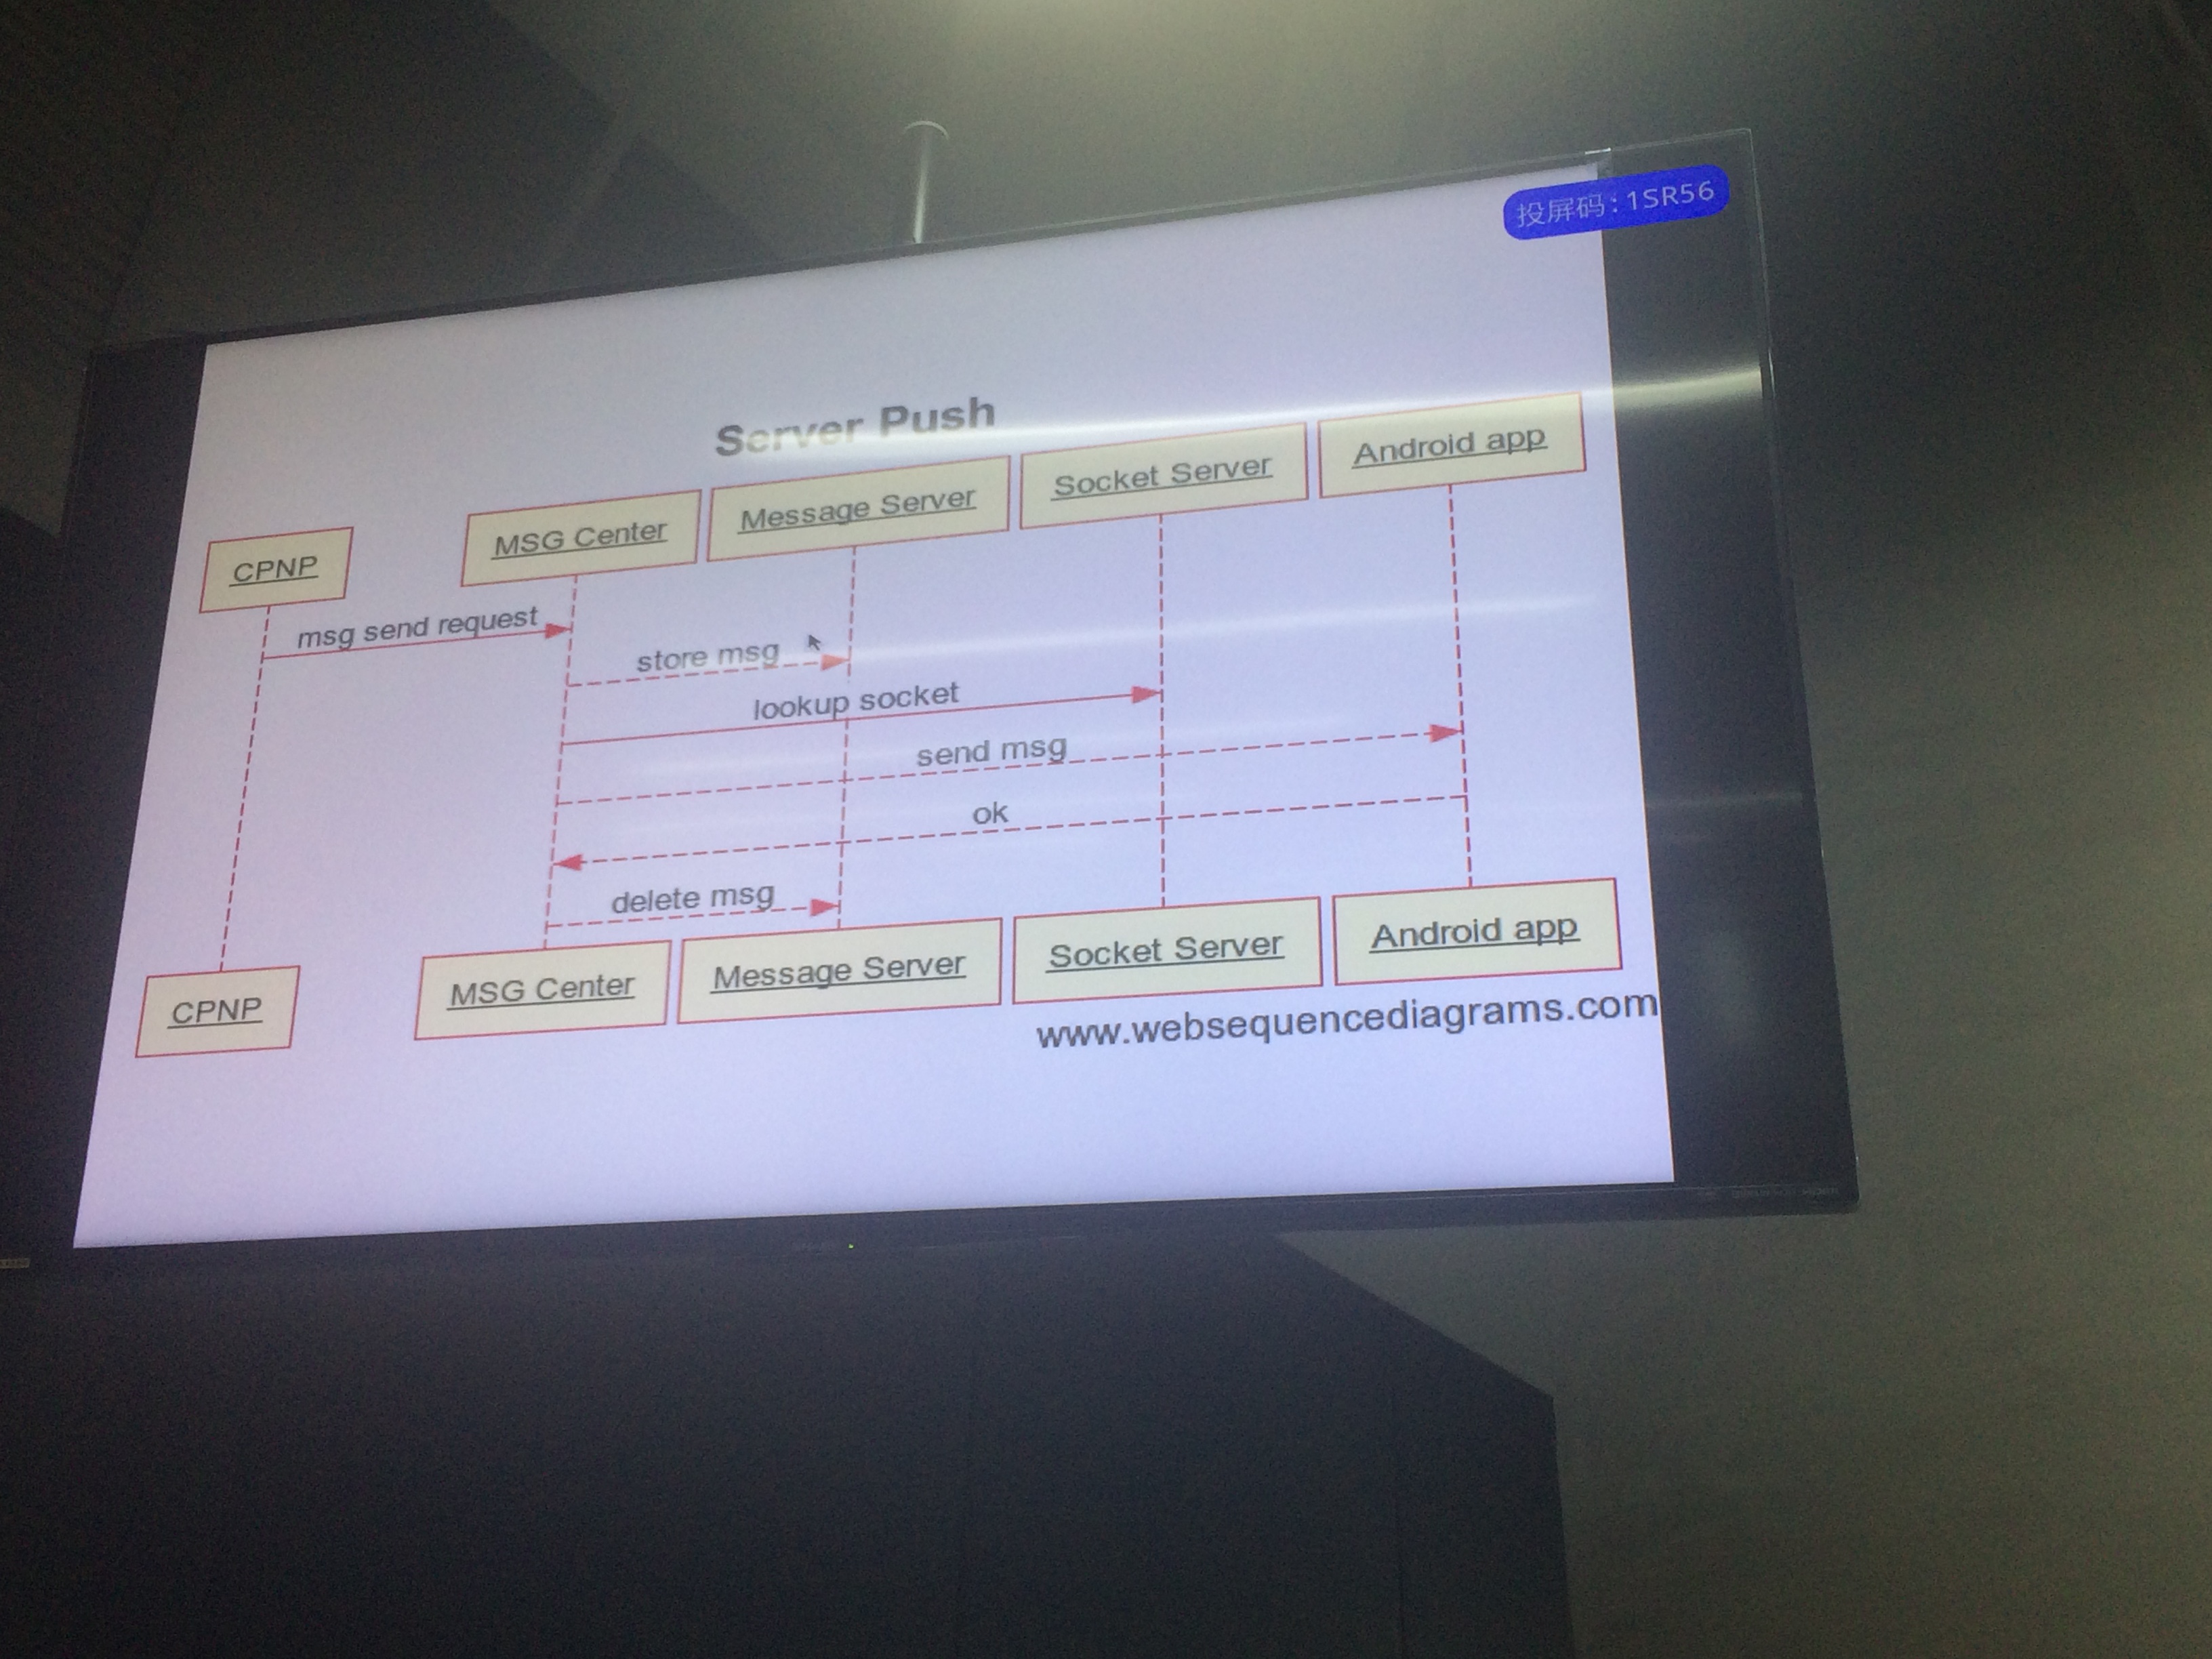 投屏码:1SR56
Server Push
CPNP
MSG Center
Message Server
Socket Server
Android app
msg send request
store msg
lookup socket
send msg
ok
delete msg
CPNP
MSG Center
Message Server
Socket Server
Android app
www.websequencediagrams.com